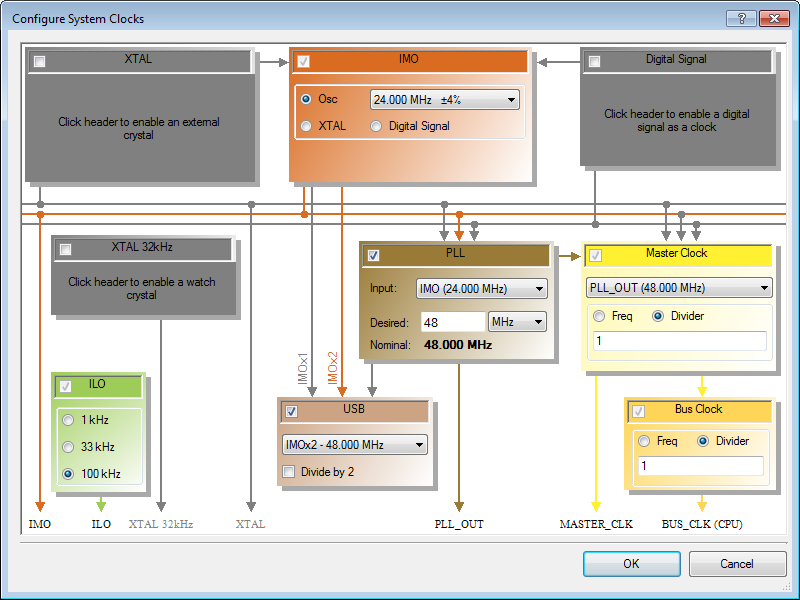 Configure System Clocks
XTAL
Click header to enable an external
crystal
IMO
Osc
24.000 MHz ±4%
XTAL
Digital Signal
Digital Signal
Click header to enable a digital
signal as a clock
XTAL 32kHz
Click header to enable a watch
crystal
PLL
Input:
IMO (24.000 MHz)
Desired:
48
MHz
Nominal:
48.000 MHz
Master Clock
PLL_OUT (48.000 MHz)
Freq
Divider
1
ILO
1 kHz
33 kHz
100 kHz
IMOx1
IMOx2
USB
IMOx2 - 48.000 MHz
Divide by 2
Bus Clock
Freq
Divider
1
IMO
ILO
XTAL 32kHz
XTAL
PLL_OUT
MASTER_CLK
BUS_CLK (CPU)
OK
Cancel